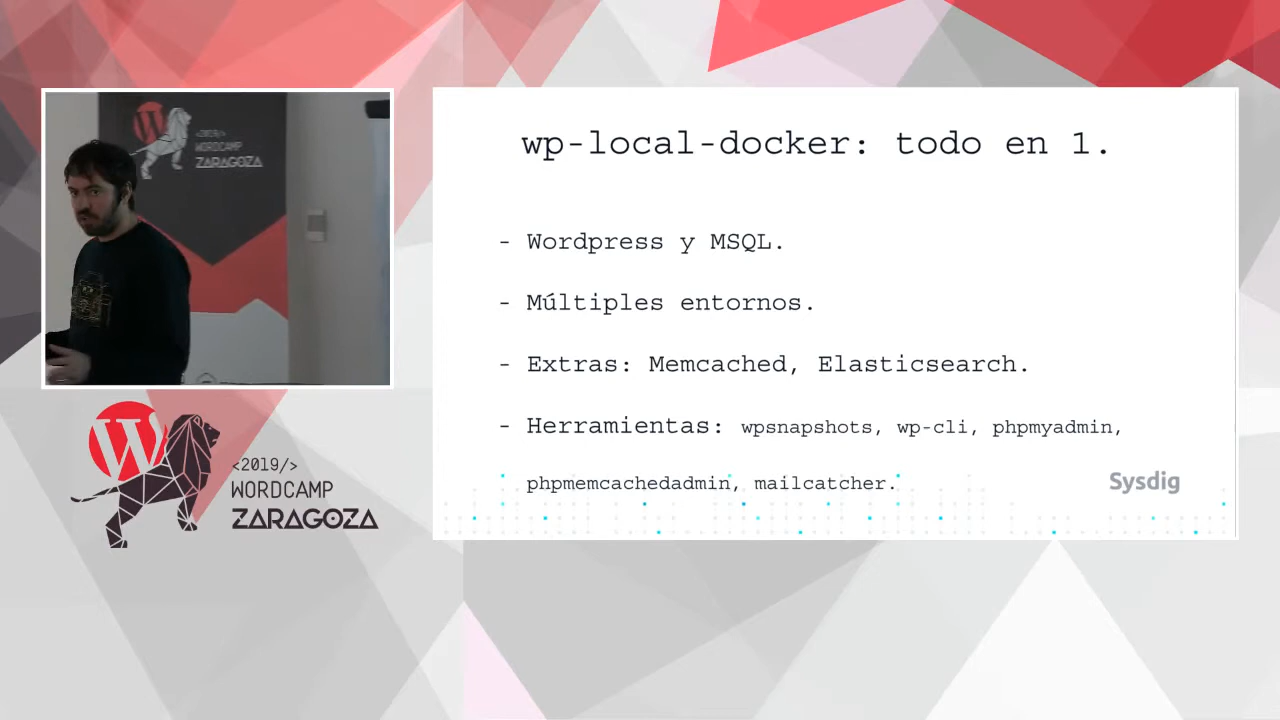 <2019/>
WORDCAMP
ZARAGOZA
wp-local-docker: todo en 1.
- Wordpress y MSQL.
- Múltiples entornos.
- Extras: Memcached, Elasticsearch.
- Herramientas: wpsnapshots, wp-cli, phpmyadmin,
phpmemcachedadmin, mailcatcher.
Sysdig
<2019/>
WORDCAMP
ZARAGOZA